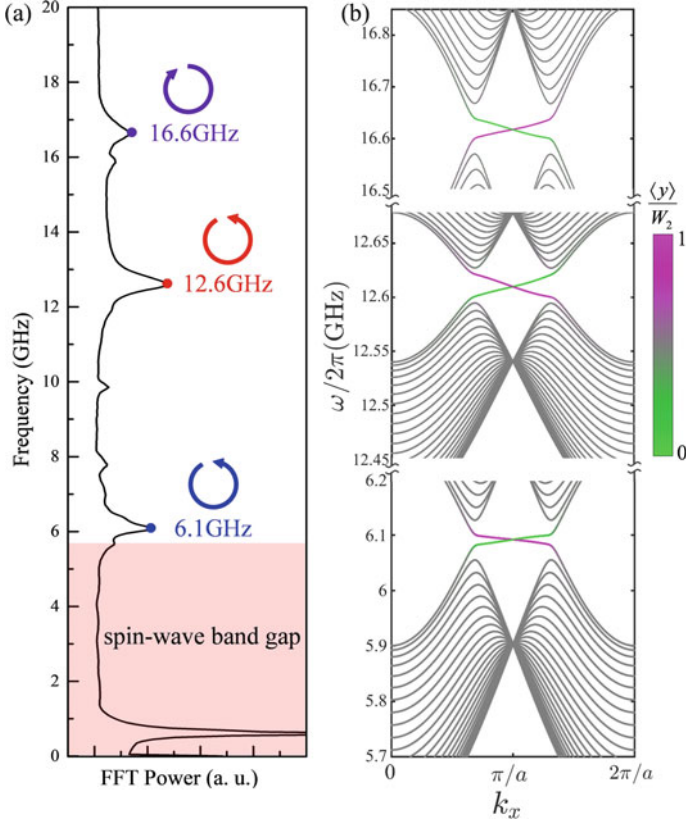 (a)
20
18
16
14
12
10
8
6
4
2
0
Frequency (GHz)
16.6GHz
12.6GHz
6.1GHz
spin-wave band gap
FFT Power (a. u.)
(b)
16.8
16.7
16.6
16.5
12.65
12.6
12.54
12.5
12.45
6.2
6.1
6
5.9
5.8
5.7
ω/2π(GHz)
0
π/a
2π/a
kₓ
⟨y⟩
W₂
1
0